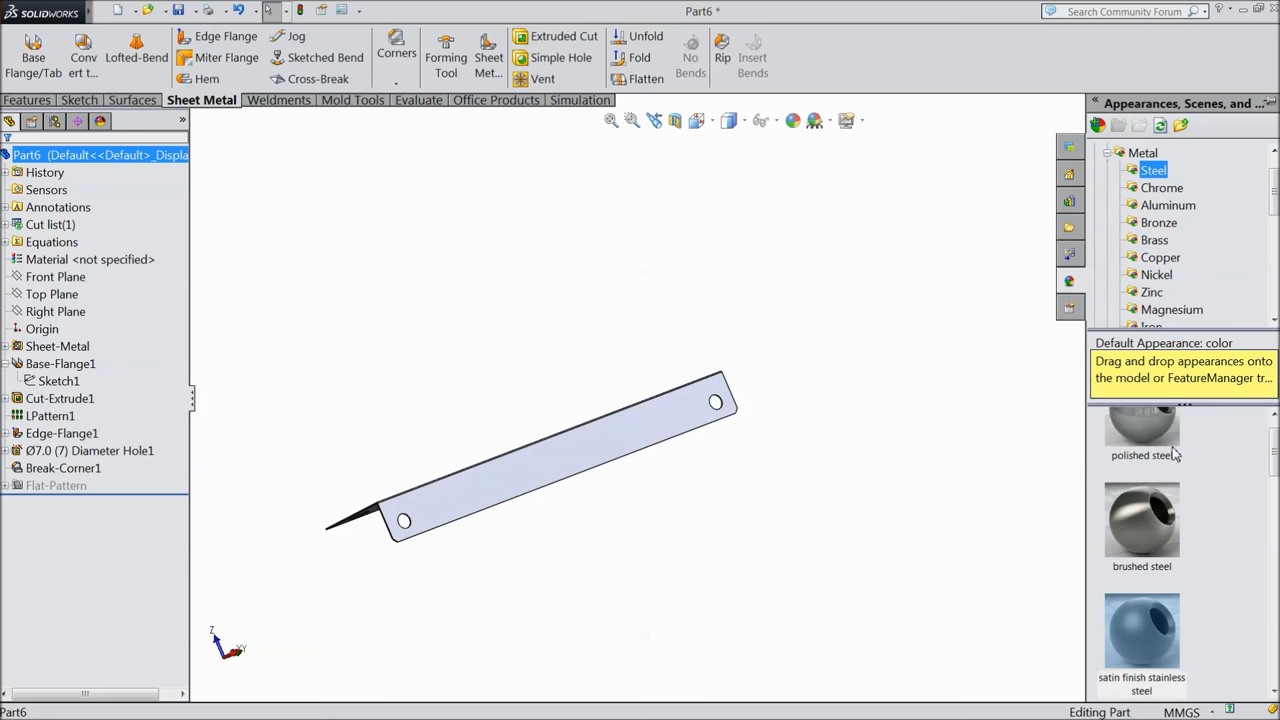 SOLIDWORKS
Part6 *
Search Community Forum
Base Flange/Tab
Conv ert t...
Lofted-Bend
Edge Flange
Miter Flange
Hem
Jog
Sketched Bend
Cross-Break
Corners
Forming Tool
Sheet Met...
Extruded Cut
Simple Hole
Vent
Unfold
Fold
Flatten
No Bends
Rip
Insert Bends
Features Sketch Surfaces Sheet Metal Weldments Mold Tools Evaluate Office Products Simulation
Appearances, Scenes, and ...
Part6 (Default<<Default>_Displa
History
Sensors
Annotations
Cut list(1)
Equations
Material <not specified>
Front Plane
Top Plane
Right Plane
Origin
Sheet-Metal
Base-Flange1
Sketch1
Cut-Extrude1
LPattern1
Edge-Flange1
Ø7.0 (7) Diameter Hole1
Break-Corner1
Flat-Pattern
Z
Metal
Steel
Chrome
Aluminum
Bronze
Brass
Copper
Nickel
Zinc
Magnesium
Iron
Default Appearance: color
Drag and drop appearances onto
the model or FeatureManager tr...
polished steel
brushed steel
satin finish stainless
steel
Part6
Editing Part
MMGS